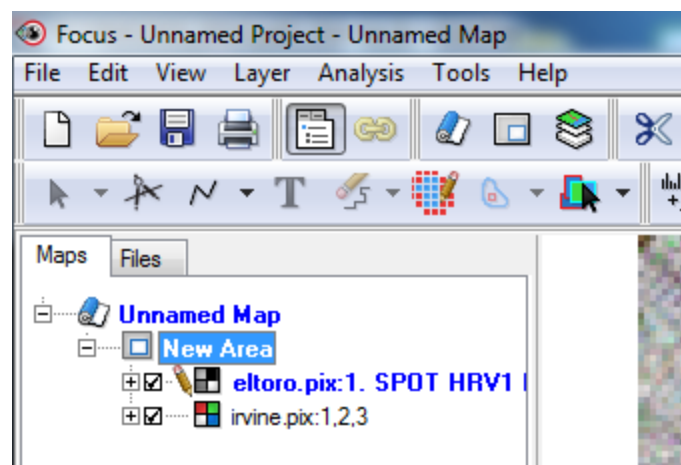 Focus - Unnamed Project - Unnamed Map
File Edit View Layer Analysis Tools Help
T
Maps Files
Unnamed Map
New Area
eltoro.pix:1. SPOT HRV1
irvine.pix:1,2,3